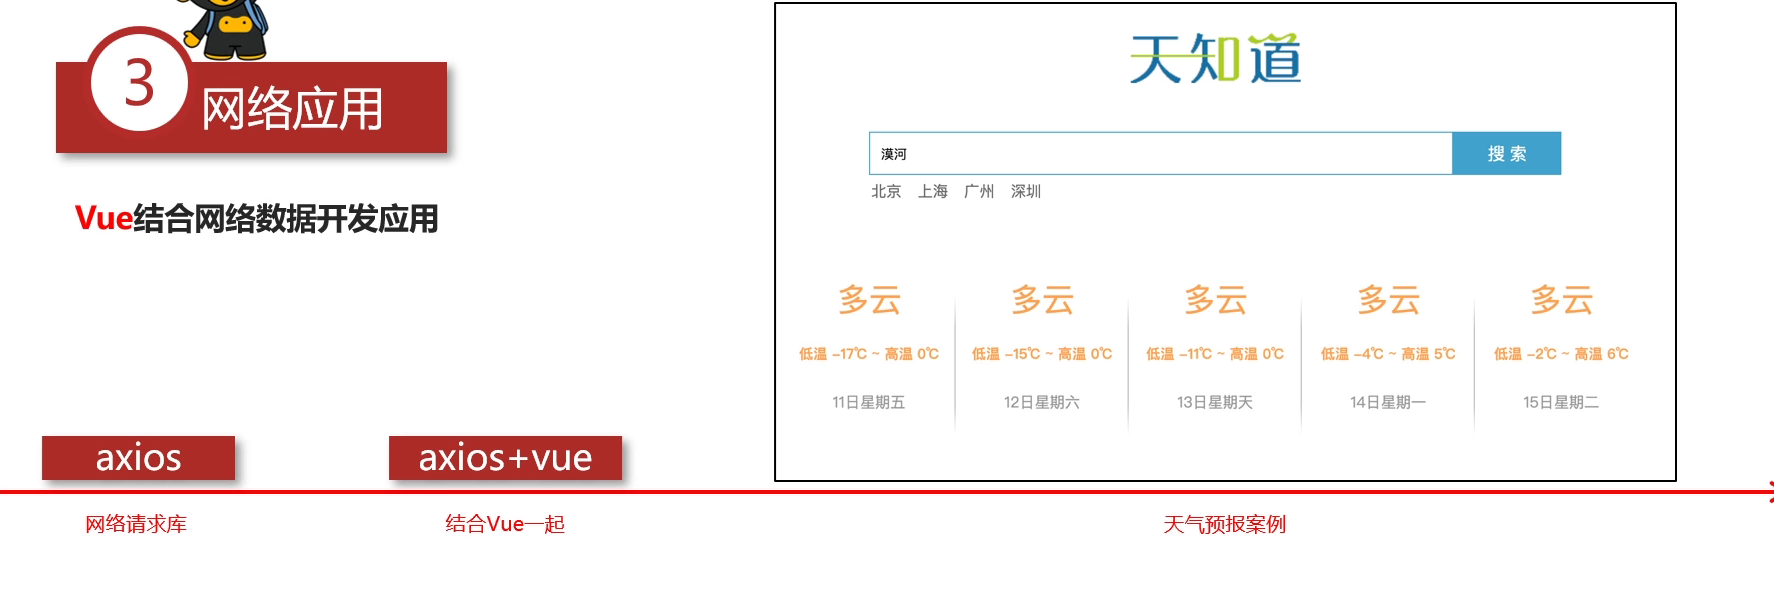 3
网络应用
Vue结合网络数据开发应用
天知道
漠河
搜 索
北京 上海 广州 深圳
多云 多云 多云 多云 多云
低温 -17℃ ~ 高温 0℃ 低温 -15℃ ~ 高温 0℃ 低温 -11℃ ~ 高温 0℃ 低温 -4℃ ~ 高温 5℃ 低温 -2℃ ~ 高温 6℃
11日星期五 12日星期六 13日星期天 14日星期一 15日星期二
axios axios+vue
网络请求库 结合Vue一起 天气预报案例